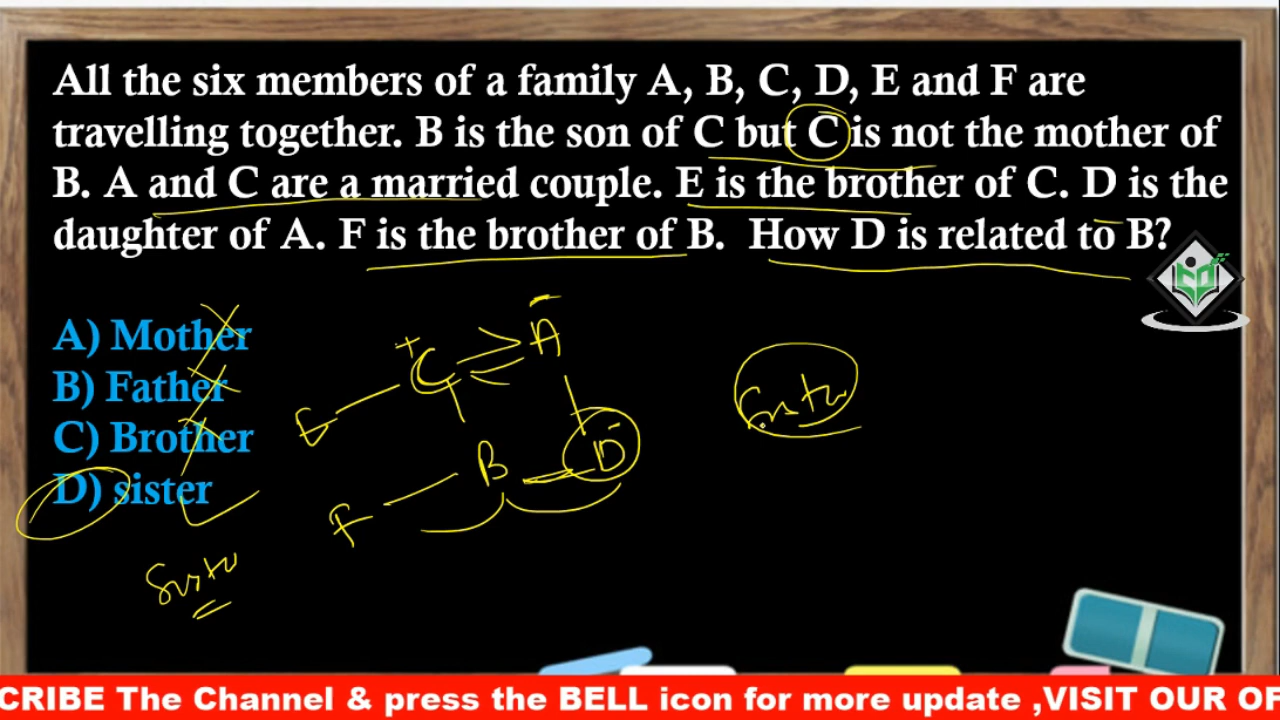 All the six members of a family A, B, C, D, E and F are
travelling together. B is the son of C but C is not the mother of
B. A and C are a married couple. E is the brother of C. D is the
daughter of A. F is the brother of B. How D is related to B?
A) Mother
B) Father
C) Brother
D) sister
+
C
A
E
B
D
F
CRIBE The Channel & press the BELL icon for more update ,VISIT OUR OF